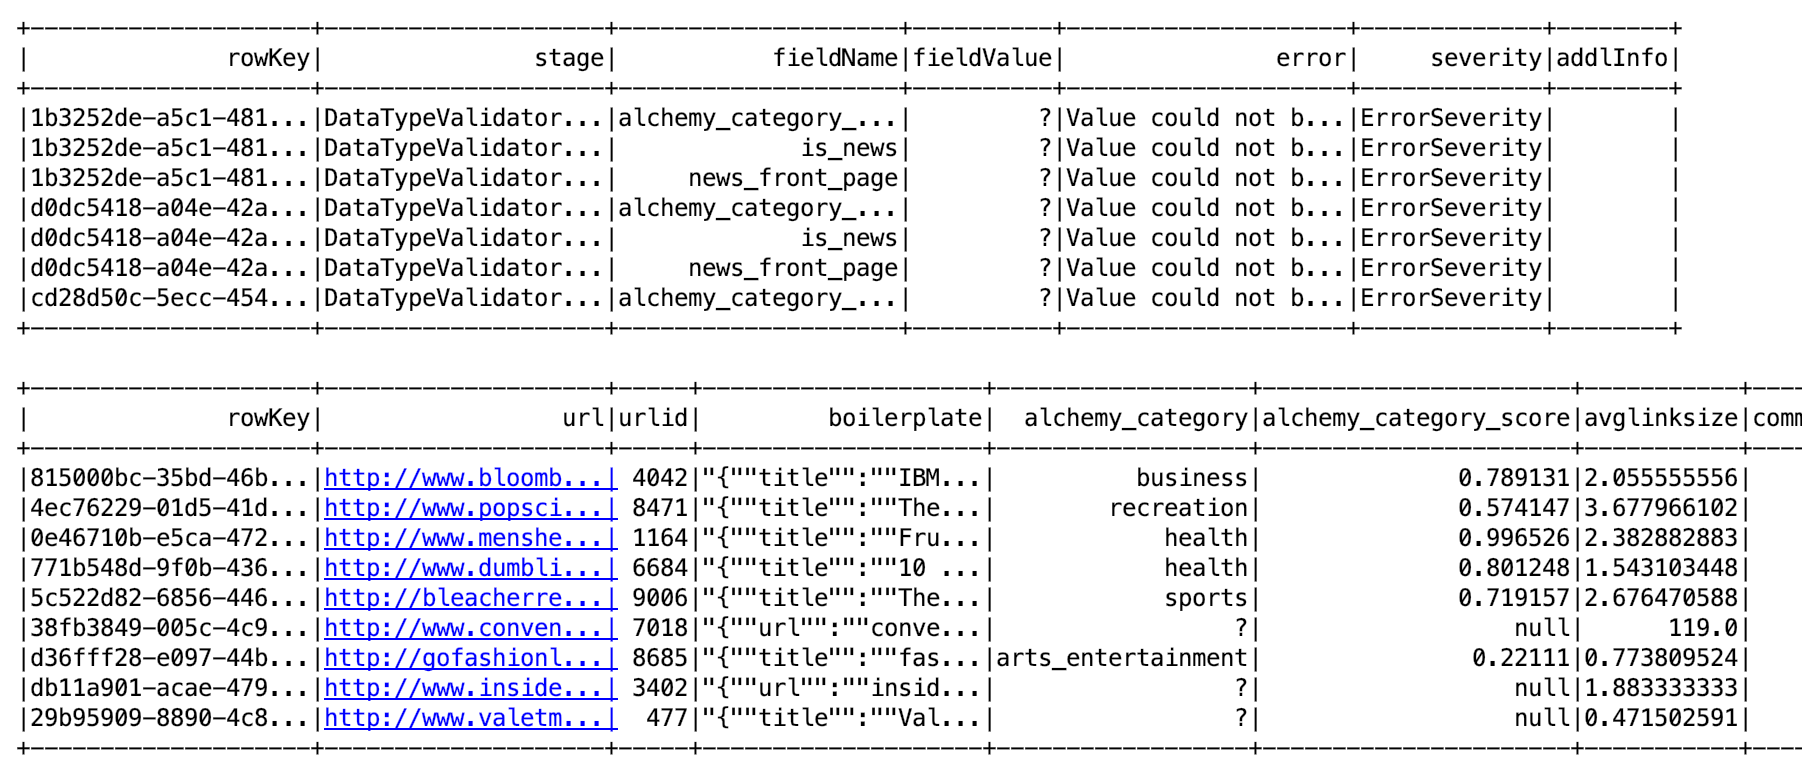 +--------------------+--------------------+--------------------+----------+--------------------+-------------+--------+
|              rowKey|               stage|           fieldName|fieldValue|               error|     severity|addlInfo|
+--------------------+--------------------+--------------------+----------+--------------------+-------------+--------+
|1b3252de-a5c1-481...|DataTypeValidator...|alchemy_category_...|         ?|Value could not b...|ErrorSeverity|        |
|1b3252de-a5c1-481...|DataTypeValidator...|             is_news|         ?|Value could not b...|ErrorSeverity|        |
|1b3252de-a5c1-481...|DataTypeValidator...|     news_front_page|         ?|Value could not b...|ErrorSeverity|        |
|d0dc5418-a04e-42a...|DataTypeValidator...|alchemy_category_...|         ?|Value could not b...|ErrorSeverity|        |
|d0dc5418-a04e-42a...|DataTypeValidator...|             is_news|         ?|Value could not b...|ErrorSeverity|        |
|d0dc5418-a04e-42a...|DataTypeValidator...|     news_front_page|         ?|Value could not b...|ErrorSeverity|        |
|cd28d50c-5ecc-454...|DataTypeValidator...|alchemy_category_...|         ?|Value could not b...|ErrorSeverity|        |
+--------------------+--------------------+--------------------+----------+--------------------+-------------+--------+
+--------------------+--------------------+-----+--------------------+------------------+----------------------+-----------+----
|              rowKey|                 url|urlid|         boilerplate|  alchemy_category|alchemy_category_score|avglinksize|comm
+--------------------+--------------------+-----+--------------------+------------------+----------------------+-----------+----
|815000bc-35bd-46b...|http://www.bloomb...| 4042|"{""title"":""IBM...|          business|              0.789131|2.055555556|
|4ec76229-01d5-41d...|http://www.popsci...| 8471|"{""title"":""The...|        recreation|              0.574147|3.677966102|
|0e46710b-e5ca-472...|http://www.menshe...| 1164|"{""title"":""Fru...|            health|              0.996526|2.382882883|
|771b548d-9f0b-436...|http://www.dumbli...| 6684|"{""title"":""10 ...|            health|              0.801248|1.543103448|
|5c522d82-6856-446...|http://bleacherre...| 9006|"{""title"":""The...|            sports|              0.719157|2.676470588|
|38fb3849-005c-4c9...|http://www.conven...| 7018|"{""url"":""conve...|                 ?|                  null|      119.0|
|d36fff28-e097-44b...|http://gofashionl...| 8685|"{""title"":""fas...|arts_entertainment|               0.22111|0.773809524|
|db11a901-acae-479...|http://www.inside...| 3402|"{""url"":""insid...|                 ?|                  null|1.883333333|
|29b95909-8890-4c8...|http://www.valetm...|  477|"{""title"":""Val...|                 ?|                  null|0.471502591|
+--------------------+--------------------+-----+--------------------+------------------+----------------------+-----------+----